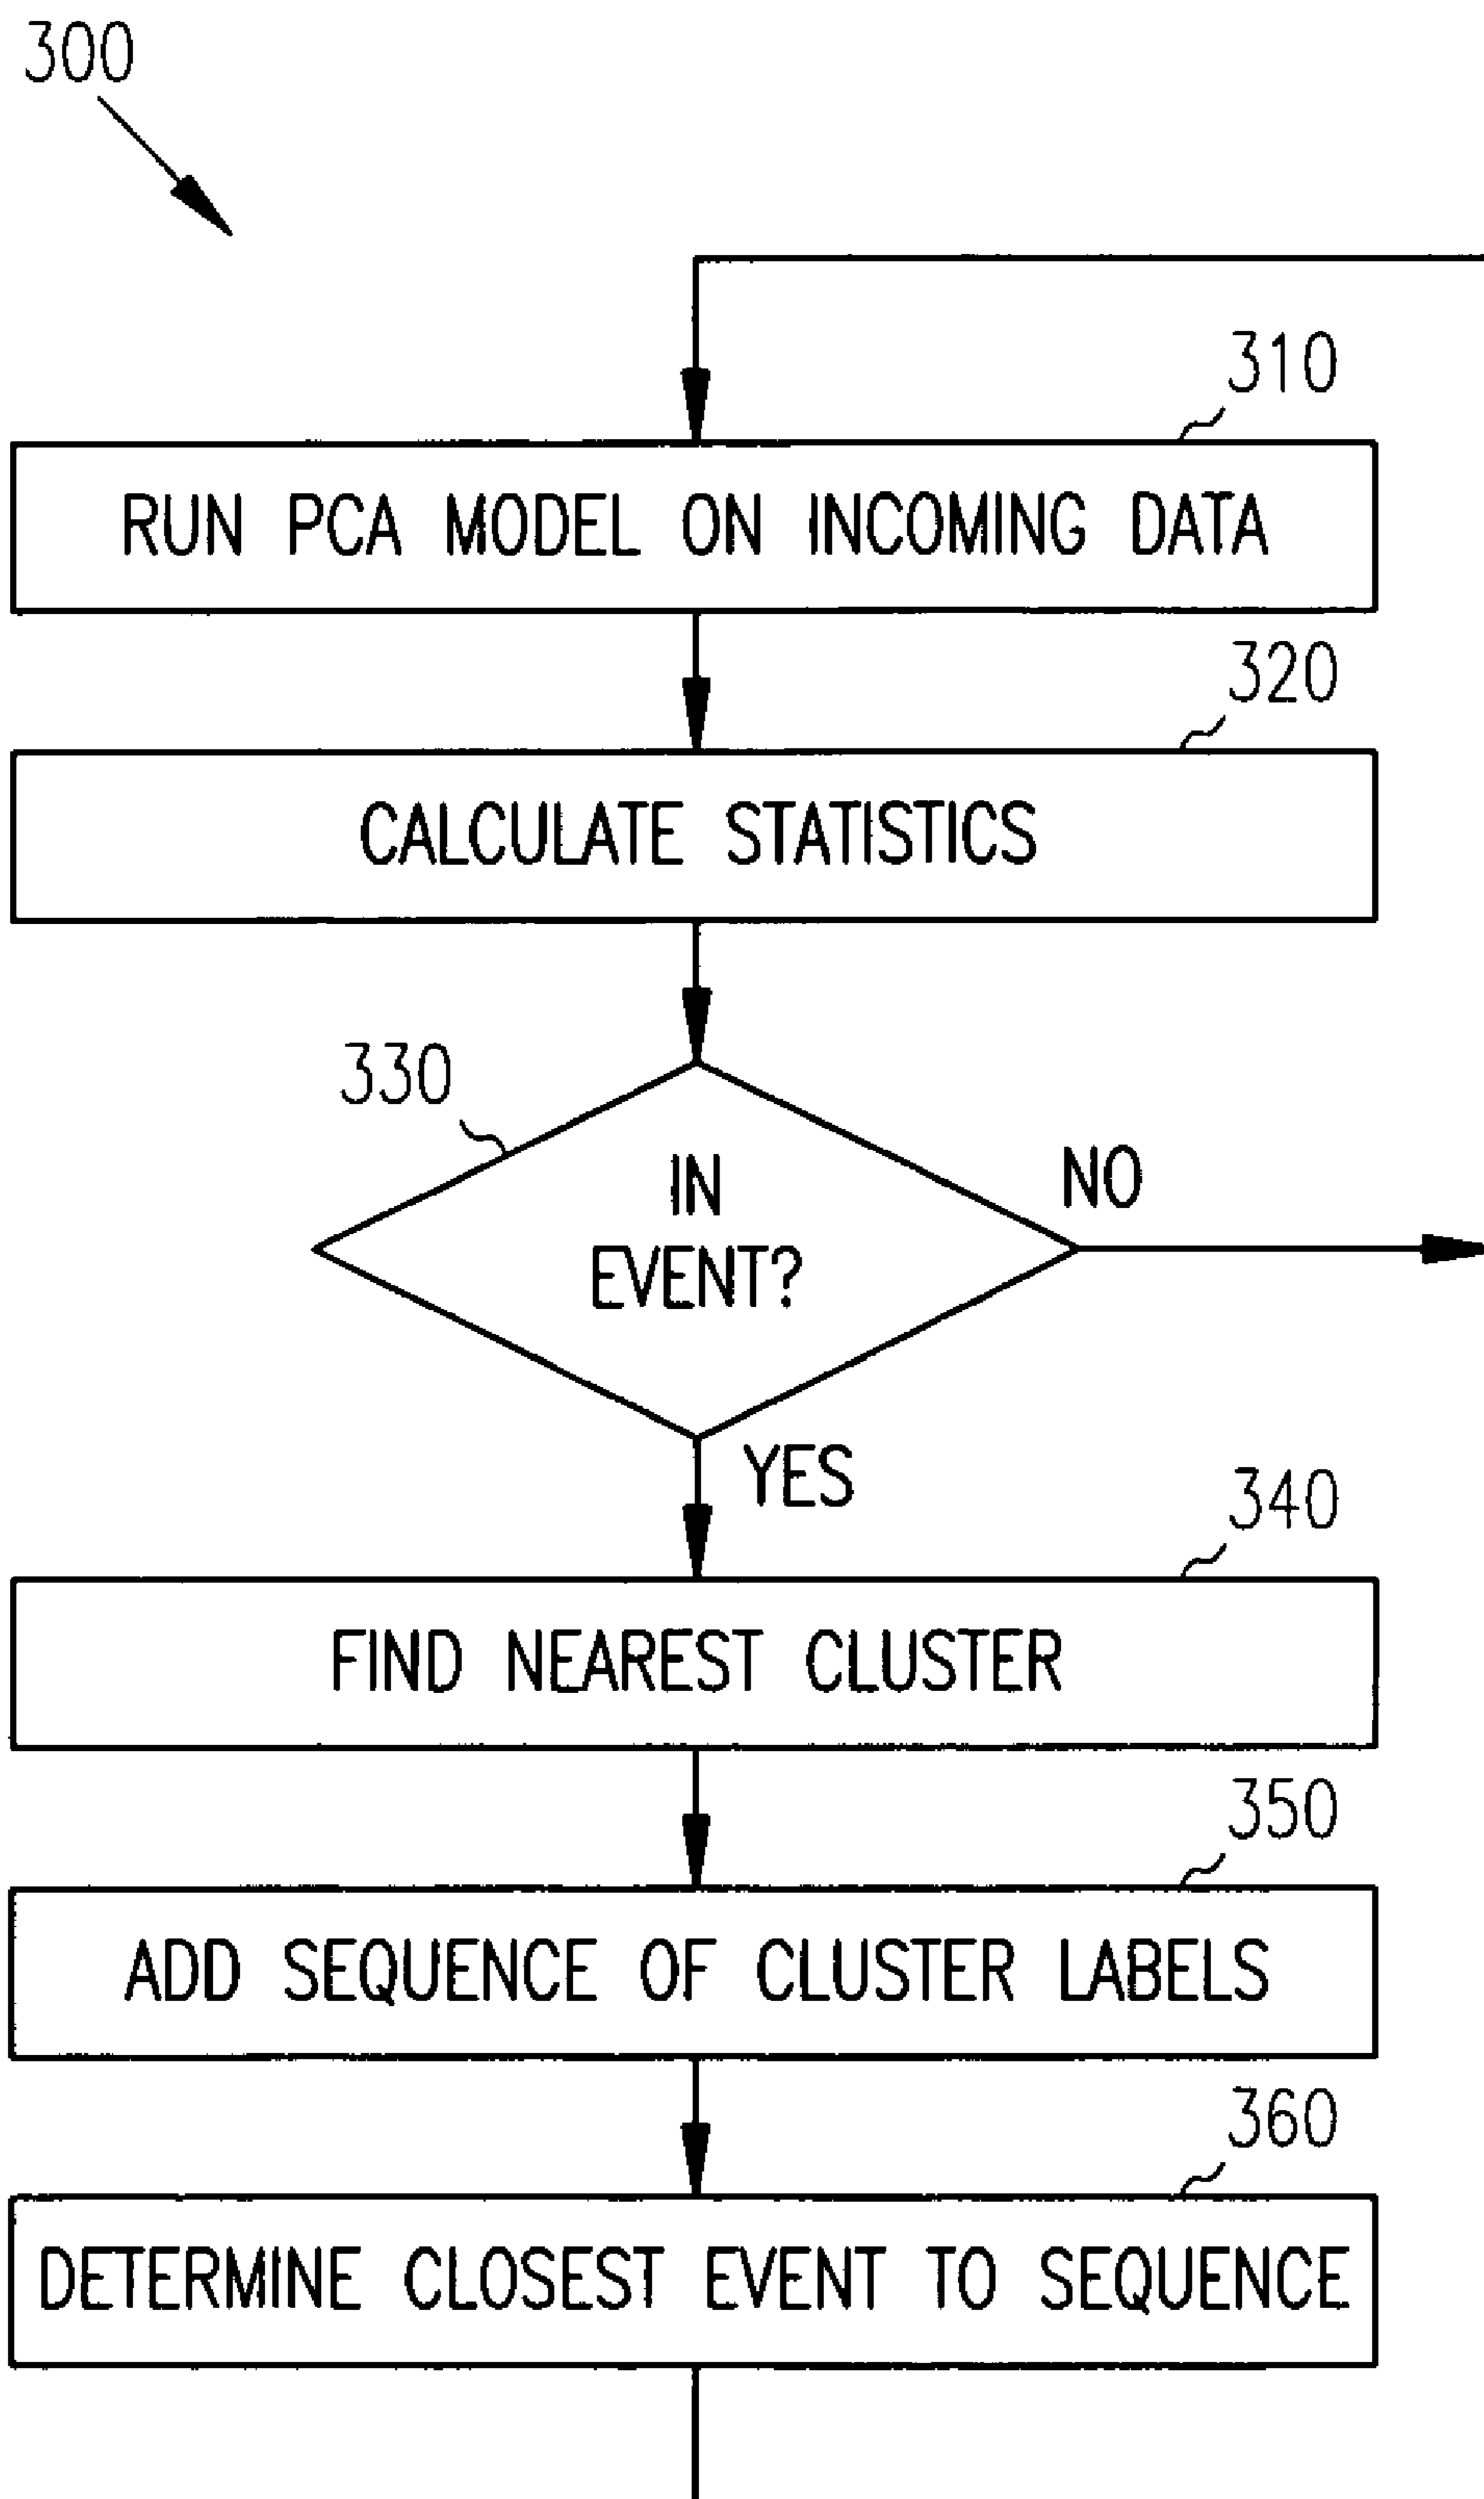 300
310
RUN PCA MODEL ON INCOMING DATA
320
CALCULATE STATISTICS
330
IN
EVENT?
NO
YES
340
FIND NEAREST CLUSTER
350
ADD SEQUENCE OF CLUSTER LABELS
360
DETERMINE CLOSEST EVENT TO SEQUENCE